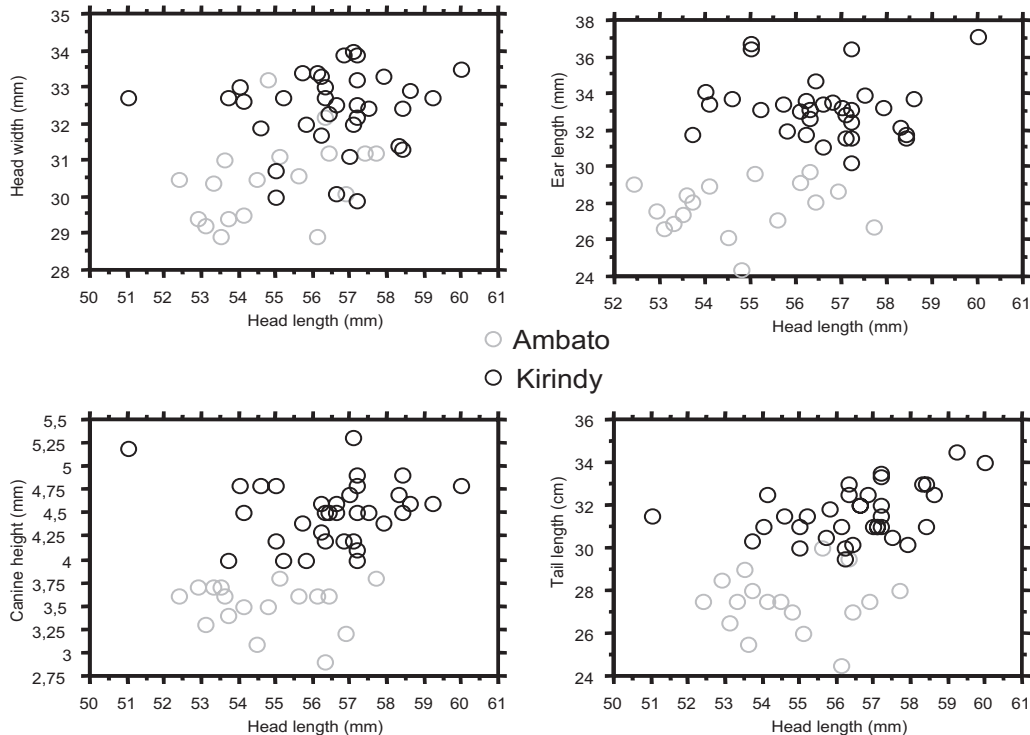 35
34
33
32
31
30
29
28
Head width (mm)
50 51 52 53 54 55 56 57 58 59 60 61
Head length (mm)
38
36
34
32
30
28
26
24
Ear length (mm)
52 53 54 55 56 57 58 59 60 61
Head length (mm)
Ambato
Kirindy
5,5
5,25
5
4,75
4,5
4,25
4
3,75
3,5
3,25
3
2,75
Canine height (mm)
50 51 52 53 54 55 56 57 58 59 60 61
Head length (mm)
36
34
32
30
28
26
24
Tail length (cm)
50 51 52 53 54 55 56 57 58 59 60 61
Head length (mm)